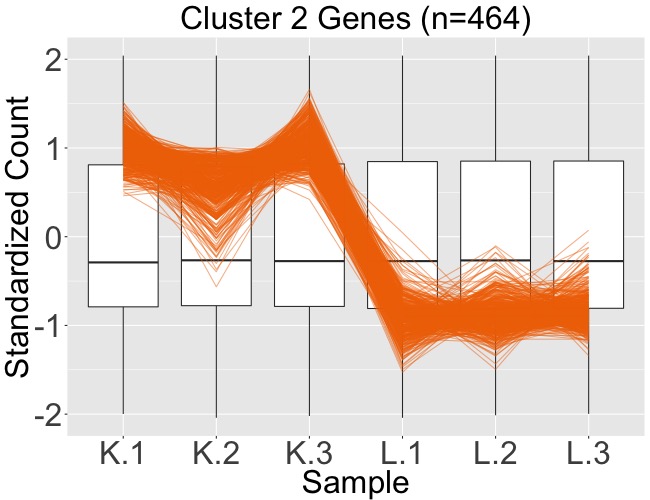 Cluster 2 Genes (n=464)
Standardized Count
2
1
0
-1
-2
K.1 K.2 K.3 L.1 L.2 L.3
Sample